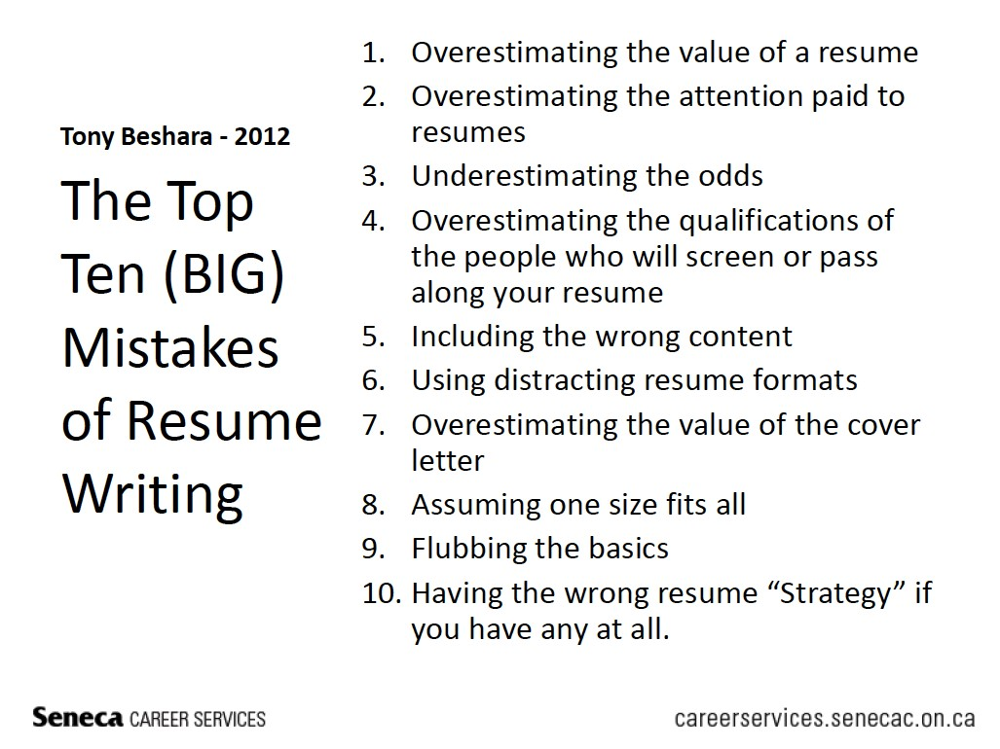 Tony Beshara - 2012
The Top
Ten (BIG)
Mistakes
of Resume
Writing
1. Overestimating the value of a resume
2. Overestimating the attention paid to
resumes
3. Underestimating the odds
4. Overestimating the qualifications of
the people who will screen or pass
along your resume
5. Including the wrong content
6. Using distracting resume formats
7. Overestimating the value of the cover
letter
8. Assuming one size fits all
9. Flubbing the basics
10. Having the wrong resume “Strategy” if
you have any at all.
Seneca CAREER SERVICES
careerservices.senecac.on.ca